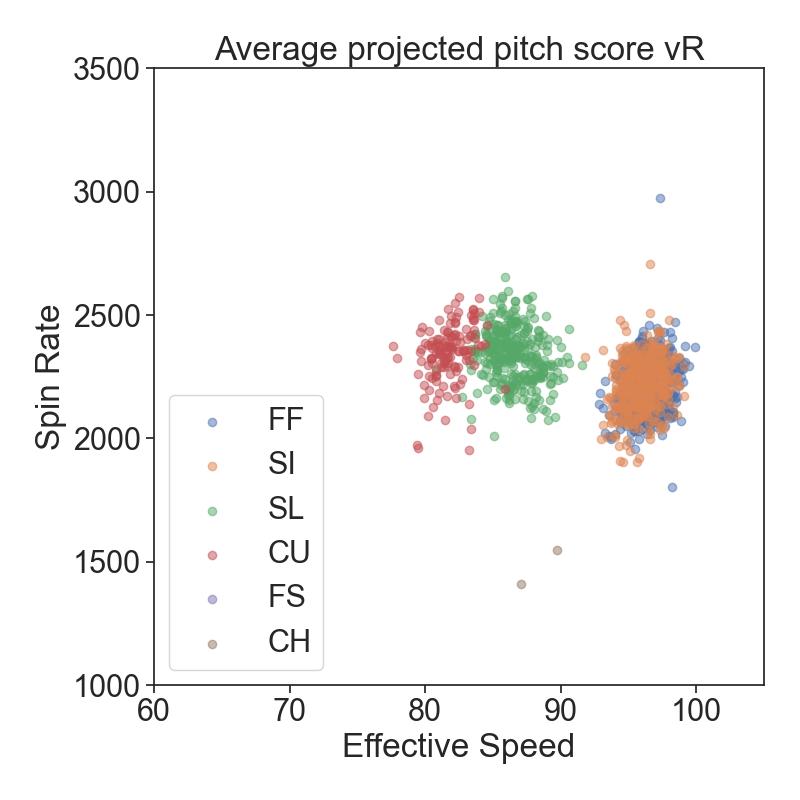 Average projected pitch score vR
3500
3000
2500
2000
1500
1000
Spin Rate
FF
SI
SL
CU
FS
CH
60
70
80
90
100
Effective Speed